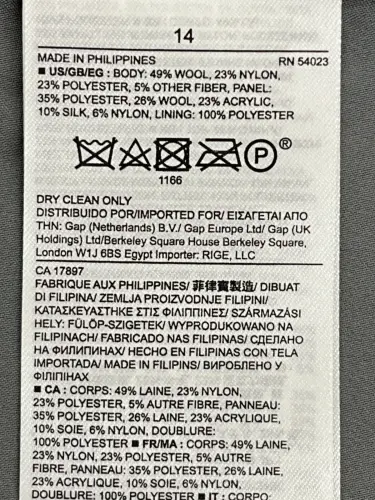 14
MADE IN PHILIPPINES RN 54023
■ US/GB/EG : BODY: 49% WOOL, 23% NYLON,
23% POLYESTER, 5% OTHER FIBER, PANEL:
35% POLYESTER, 26% WOOL, 23% ACRYLIC,
10% SILK, 6% NYLON, LINING: 100% POLYESTER
P ®
1166
DRY CLEAN ONLY
DISTRIBUIDO POR/IMPORTED FOR/ ΕΙΣΑΓΕΤΑΙ ΑΠΟ
ΤΗΝ: Gap (Netherlands) B.V./ Gap Europe Ltd/ Gap (UK
Holdings) Ltd/Berkeley Square House Berkeley Square,
London W1J 6BS Egypt Importer: RIGE, LLC
CA 17897
FABRIQUE AUX PHILIPPINES/ 菲律賓製造/ DIBUAT
DI FILIPINA/ ZEMLJA PROIZVODNJE FILIPINI/
ΚΑΤΑΣΚΕΥΑΣΤΗΚΕ ΣΤΙΣ ΦΙΛΙΠΠΙΝΕΣ/ SZÁRMAZÁSI
HELY: FÜLÖP-SZIGETEK/ WYPRODUKOWANO NA
FILIPINACH/ FABRICADO NAS FILIPINAS/ СДЕЛАНО
НА ФИЛИППИНАХ/ HECHO EN FILIPINAS CON TELA
IMPORTADA/ MADE IN FILIPINAS/ ВИРОБЛЕНО У
ФІЛІПІНАХ
■ CA : CORPS: 49% LAINE, 23% NYLON,
23% POLYESTER, 5% AUTRE FIBRE, PANNEAU:
35% POLYESTER, 26% LAINE, 23% ACRYLIQUE,
10% SOIE, 6% NYLON, DOUBLURE:
100% POLYESTER ■ FR/MA : CORPS: 49% LAINE,
23% NYLON, 23% POLYESTER, 5% AUTRE
FIBRE, PANNEAU: 35% POLYESTER, 26% LAINE,
23% ACRYLIQUE, 10% SOIE, 6% NYLON,
DOUBLURE: 100% POLYESTER ■ IT : CORPO: